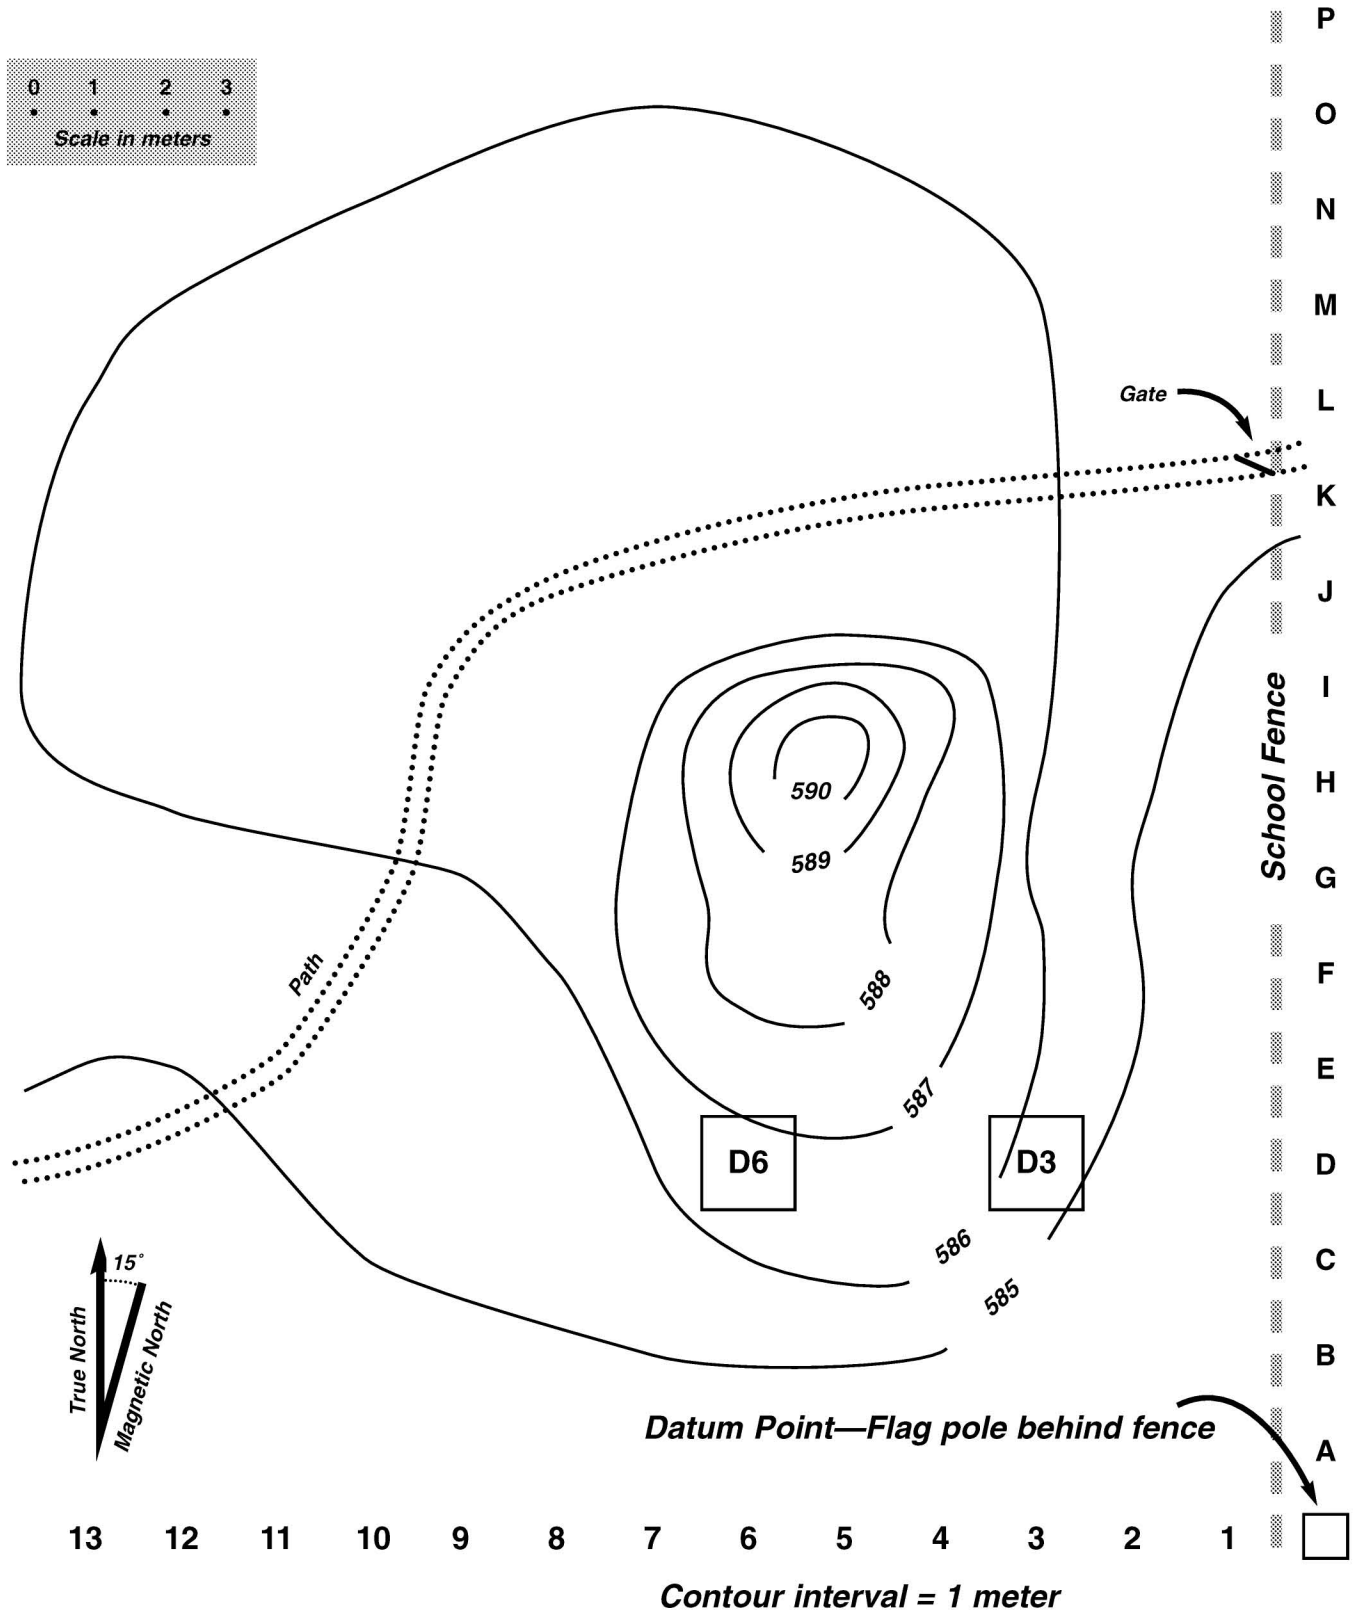 P
0 1 2 3
Scale in meters
O
N
M
Gate
L
K
J
I
School Fence
H
590
589
G
Path
F
588
E
587
D6
D3
D
15°
586
C
585
True North
Magnetic North
B
Datum Point—Flag pole behind fence
A
13 12 11 10 9 8 7 6 5 4 3 2 1
Contour interval = 1 meter